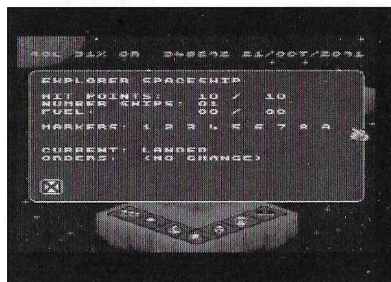 EXPLORER SPACESHIP
HIT POINTS: 10 / 10
NUMBER SHIPS: 01
FUEL: 00 / 00
MARKERS: 1 2 3 4 5 6 7 8 A
CURRENT: LANDED
ORDERS: (NO CHANGE)